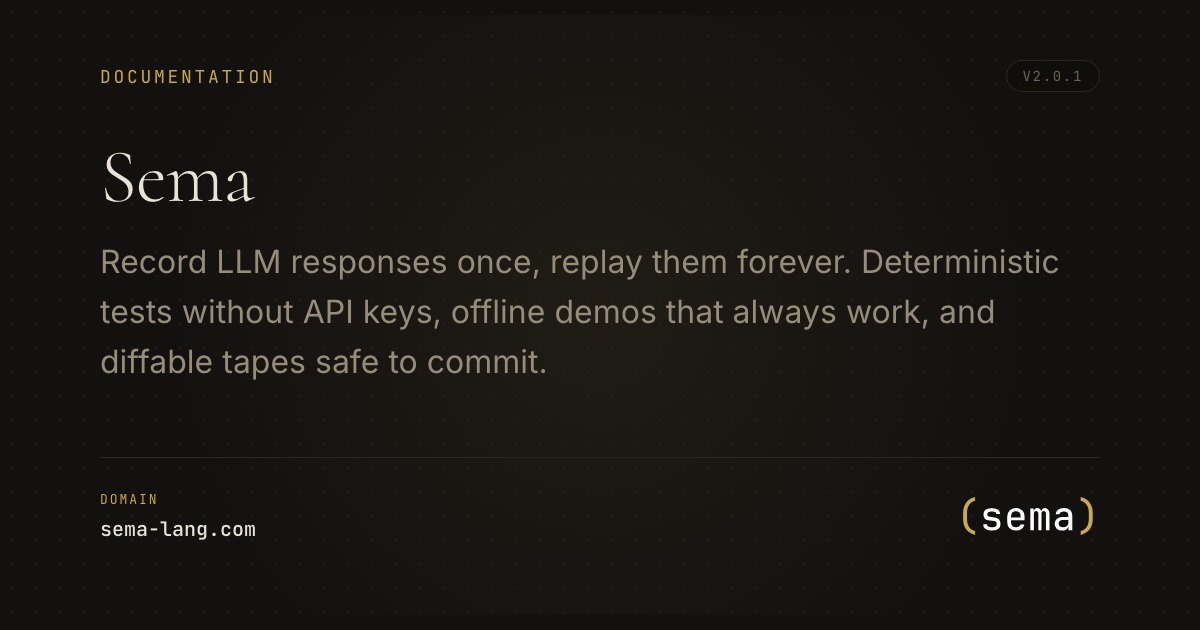 DOCUMENTATION
V2.0.1
Sema
Record LLM responses once, replay them forever. Deterministic
tests without API keys, offline demos that always work, and
diffable tapes safe to commit.
DOMAIN
sema-lang.com
(sema)